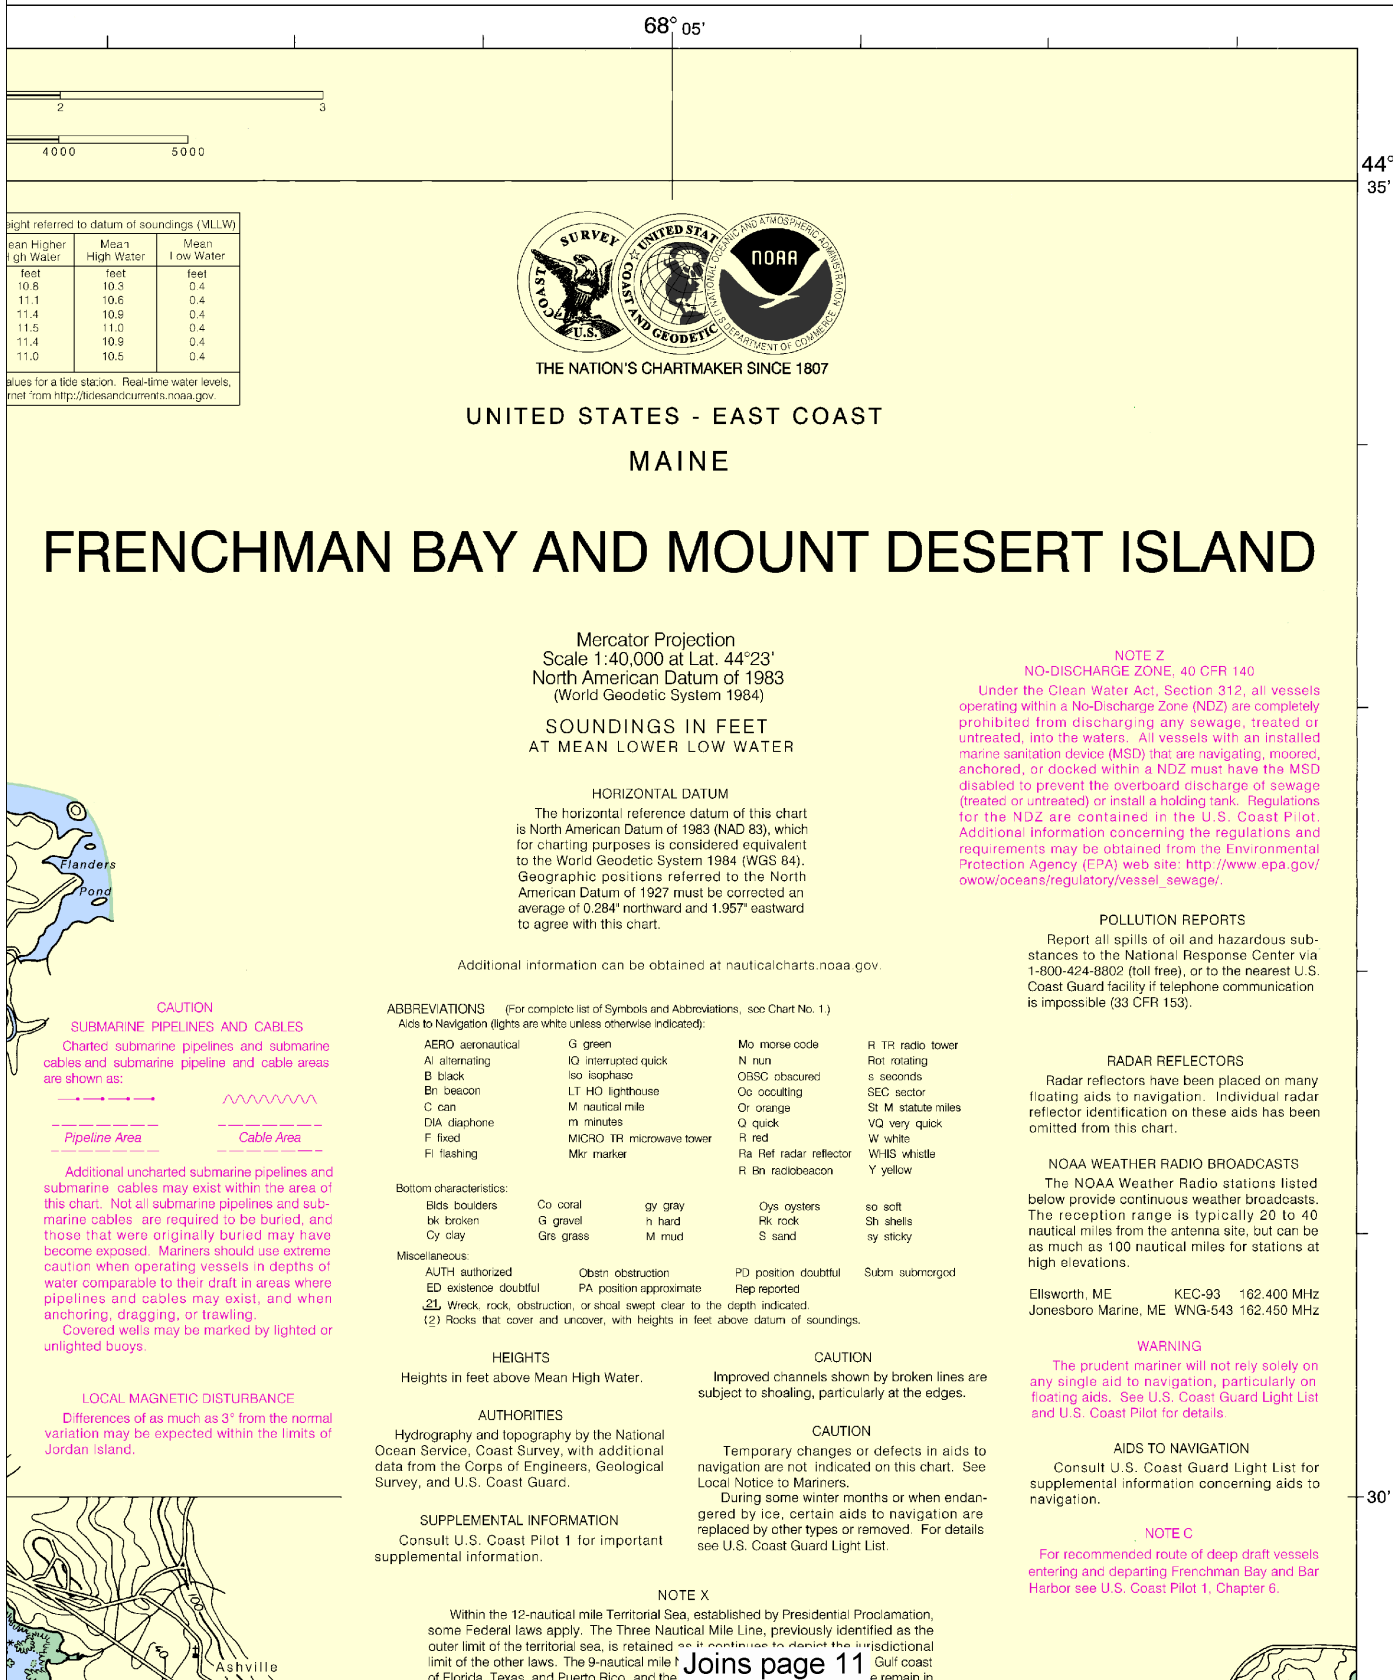 68° 05'
2
3
4000
5000
44°
35'
eight referred to datum of soundings (MLLW)
ean Higher
gh Water
Mean
High Water
Mean
Low Water
feet feet feet
10.8 10.3 0.4
11.1 10.6 0.4
11.4 10.9 0.4
11.5 11.0 0.4
11.4 10.9 0.4
11.0 10.5 0.4
alues for a tide station. Real-time water levels,
rnet from http://tidesandcurrents.noaa.gov.
COAST SURVEY
U.S.
UNITED STAT
COAST AND GEODETIC
NATIONAL OCEANIC AND ATMOSPHERIC ADMINISTRATION
NOAA
U S DEPARTMENT OF COMMERCE
THE NATION'S CHARTMAKER SINCE 1807
UNITED STATES - EAST COAST
MAINE
FRENCHMAN BAY AND MOUNT DESERT ISLAND
Mercator Projection
Scale 1:40,000 at Lat. 44°23'
North American Datum of 1983
(World Geodetic System 1984)
SOUNDINGS IN FEET
AT MEAN LOWER LOW WATER
HORIZONTAL DATUM
The horizontal reference datum of this chart
is North American Datum of 1983 (NAD 83), which
for charting purposes is considered equivalent
to the World Geodetic System 1984 (WGS 84).
Geographic positions referred to the North
American Datum of 1927 must be corrected an
average of 0.284" northward and 1.957" eastward
to agree with this chart.
Additional information can be obtained at nauticalcharts.noaa.gov.
NOTE Z
NO-DISCHARGE ZONE, 40 CFR 140
Under the Clean Water Act, Section 312, all vessels
operating within a No-Discharge Zone (NDZ) are completely
prohibited from discharging any sewage, treated or
untreated, into the waters. All vessels with an installed
marine sanitation device (MSD) that are navigating, moored,
anchored, or docked within a NDZ must have the MSD
disabled to prevent the overboard discharge of sewage
(treated or untreated) or install a holding tank. Regulations
for the NDZ are contained in the U.S. Coast Pilot.
Additional information concerning the regulations and
requirements may be obtained from the Environmental
Protection Agency (EPA) web site: http://www.epa.gov/
owow/oceans/regulatory/vessel_sewage/.
Flanders
Pond
CAUTION
SUBMARINE PIPELINES AND CABLES
Charted submarine pipelines and submarine
cables and submarine pipeline and cable areas
are shown as:
Pipeline Area
Cable Area
Additional uncharted submarine pipelines and
submarine cables may exist within the area of
this chart. Not all submarine pipelines and sub-
marine cables are required to be buried, and
those that were originally buried may have
become exposed. Mariners should use extreme
caution when operating vessels in depths of
water comparable to their draft in areas where
pipelines and cables may exist, and when
anchoring, dragging, or trawling.
Covered wells may be marked by lighted or
unlighted buoys.
LOCAL MAGNETIC DISTURBANCE
Differences of as much as 3° from the normal
variation may be expected within the limits of
Jordan Island.
ABBREVIATIONS (For complete list of Symbols and Abbreviations, see Chart No. 1.)
Aids to Navigation (lights are white unless otherwise indicated):
AERO aeronautical G green Mo morse code R TR radio tower
Al alternating IQ interrupted quick N nun Rot rotating
B black Iso isophase OBSC obscured s seconds
Bn beacon LT HO lighthouse Oc occulting SEC sector
C can M nautical mile Or orange St M statute miles
DIA diaphone m minutes Q quick VQ very quick
F fixed MICRO TR microwave tower R red W white
Fl flashing Mkr marker Ra Ref radar reflector WHIS whistle
R Bn radiobeacon Y yellow
Bottom characteristics:
Blds boulders Co coral gy gray Oys oysters so soft
bk broken G gravel h hard Rk rock Sh shells
Cy clay Grs grass M mud S sand sy sticky
Miscellaneous:
AUTH authorized Obstn obstruction PD position doubtful Subm submerged
ED existence doubtful PA position approximate Rep reported
21 Wreck, rock, obstruction, or shoal swept clear to the depth indicated.
(2) Rocks that cover and uncover, with heights in feet above datum of soundings.
HEIGHTS
Heights in feet above Mean High Water.
AUTHORITIES
Hydrography and topography by the National
Ocean Service, Coast Survey, with additional
data from the Corps of Engineers, Geological
Survey, and U.S. Coast Guard.
SUPPLEMENTAL INFORMATION
Consult U.S. Coast Pilot 1 for important
supplemental information.
CAUTION
Improved channels shown by broken lines are
subject to shoaling, particularly at the edges.
CAUTION
Temporary changes or defects in aids to
navigation are not indicated on this chart. See
Local Notice to Mariners.
During some winter months or when endan-
gered by ice, certain aids to navigation are
replaced by other types or removed. For details
see U.S. Coast Guard Light List.
POLLUTION REPORTS
Report all spills of oil and hazardous sub-
stances to the National Response Center via
1-800-424-8802 (toll free), or to the nearest U.S.
Coast Guard facility if telephone communication
is impossible (33 CFR 153).
RADAR REFLECTORS
Radar reflectors have been placed on many
floating aids to navigation. Individual radar
reflector identification on these aids has been
omitted from this chart.
NOAA WEATHER RADIO BROADCASTS
The NOAA Weather Radio stations listed
below provide continuous weather broadcasts.
The reception range is typically 20 to 40
nautical miles from the antenna site, but can be
as much as 100 nautical miles for stations at
high elevations.
Ellsworth, ME KEC-93 162.400 MHz
Jonesboro Marine, ME WNG-543 162.450 MHz
WARNING
The prudent mariner will not rely solely on
any single aid to navigation, particularly on
floating aids. See U.S. Coast Guard Light List
and U.S. Coast Pilot for details.
AIDS TO NAVIGATION
Consult U.S. Coast Guard Light List for
supplemental information concerning aids to
navigation.
30'
NOTE C
For recommended route of deep draft vessels
entering and departing Frenchman Bay and Bar
Harbor see U.S. Coast Pilot 1, Chapter 6.
NOTE X
Within the 12-nautical mile Territorial Sea, established by Presidential Proclamation,
some Federal laws apply. The Three Nautical Mile Line, previously identified as the
outer limit of the territorial sea, is retained as it continues to depict the jurisdictional
limit of the other laws. The 9-nautical mile Gulf coast
of Florida, Texas, and Puerto Rico, and the remain in
Joins page 11
100
40
Ashville